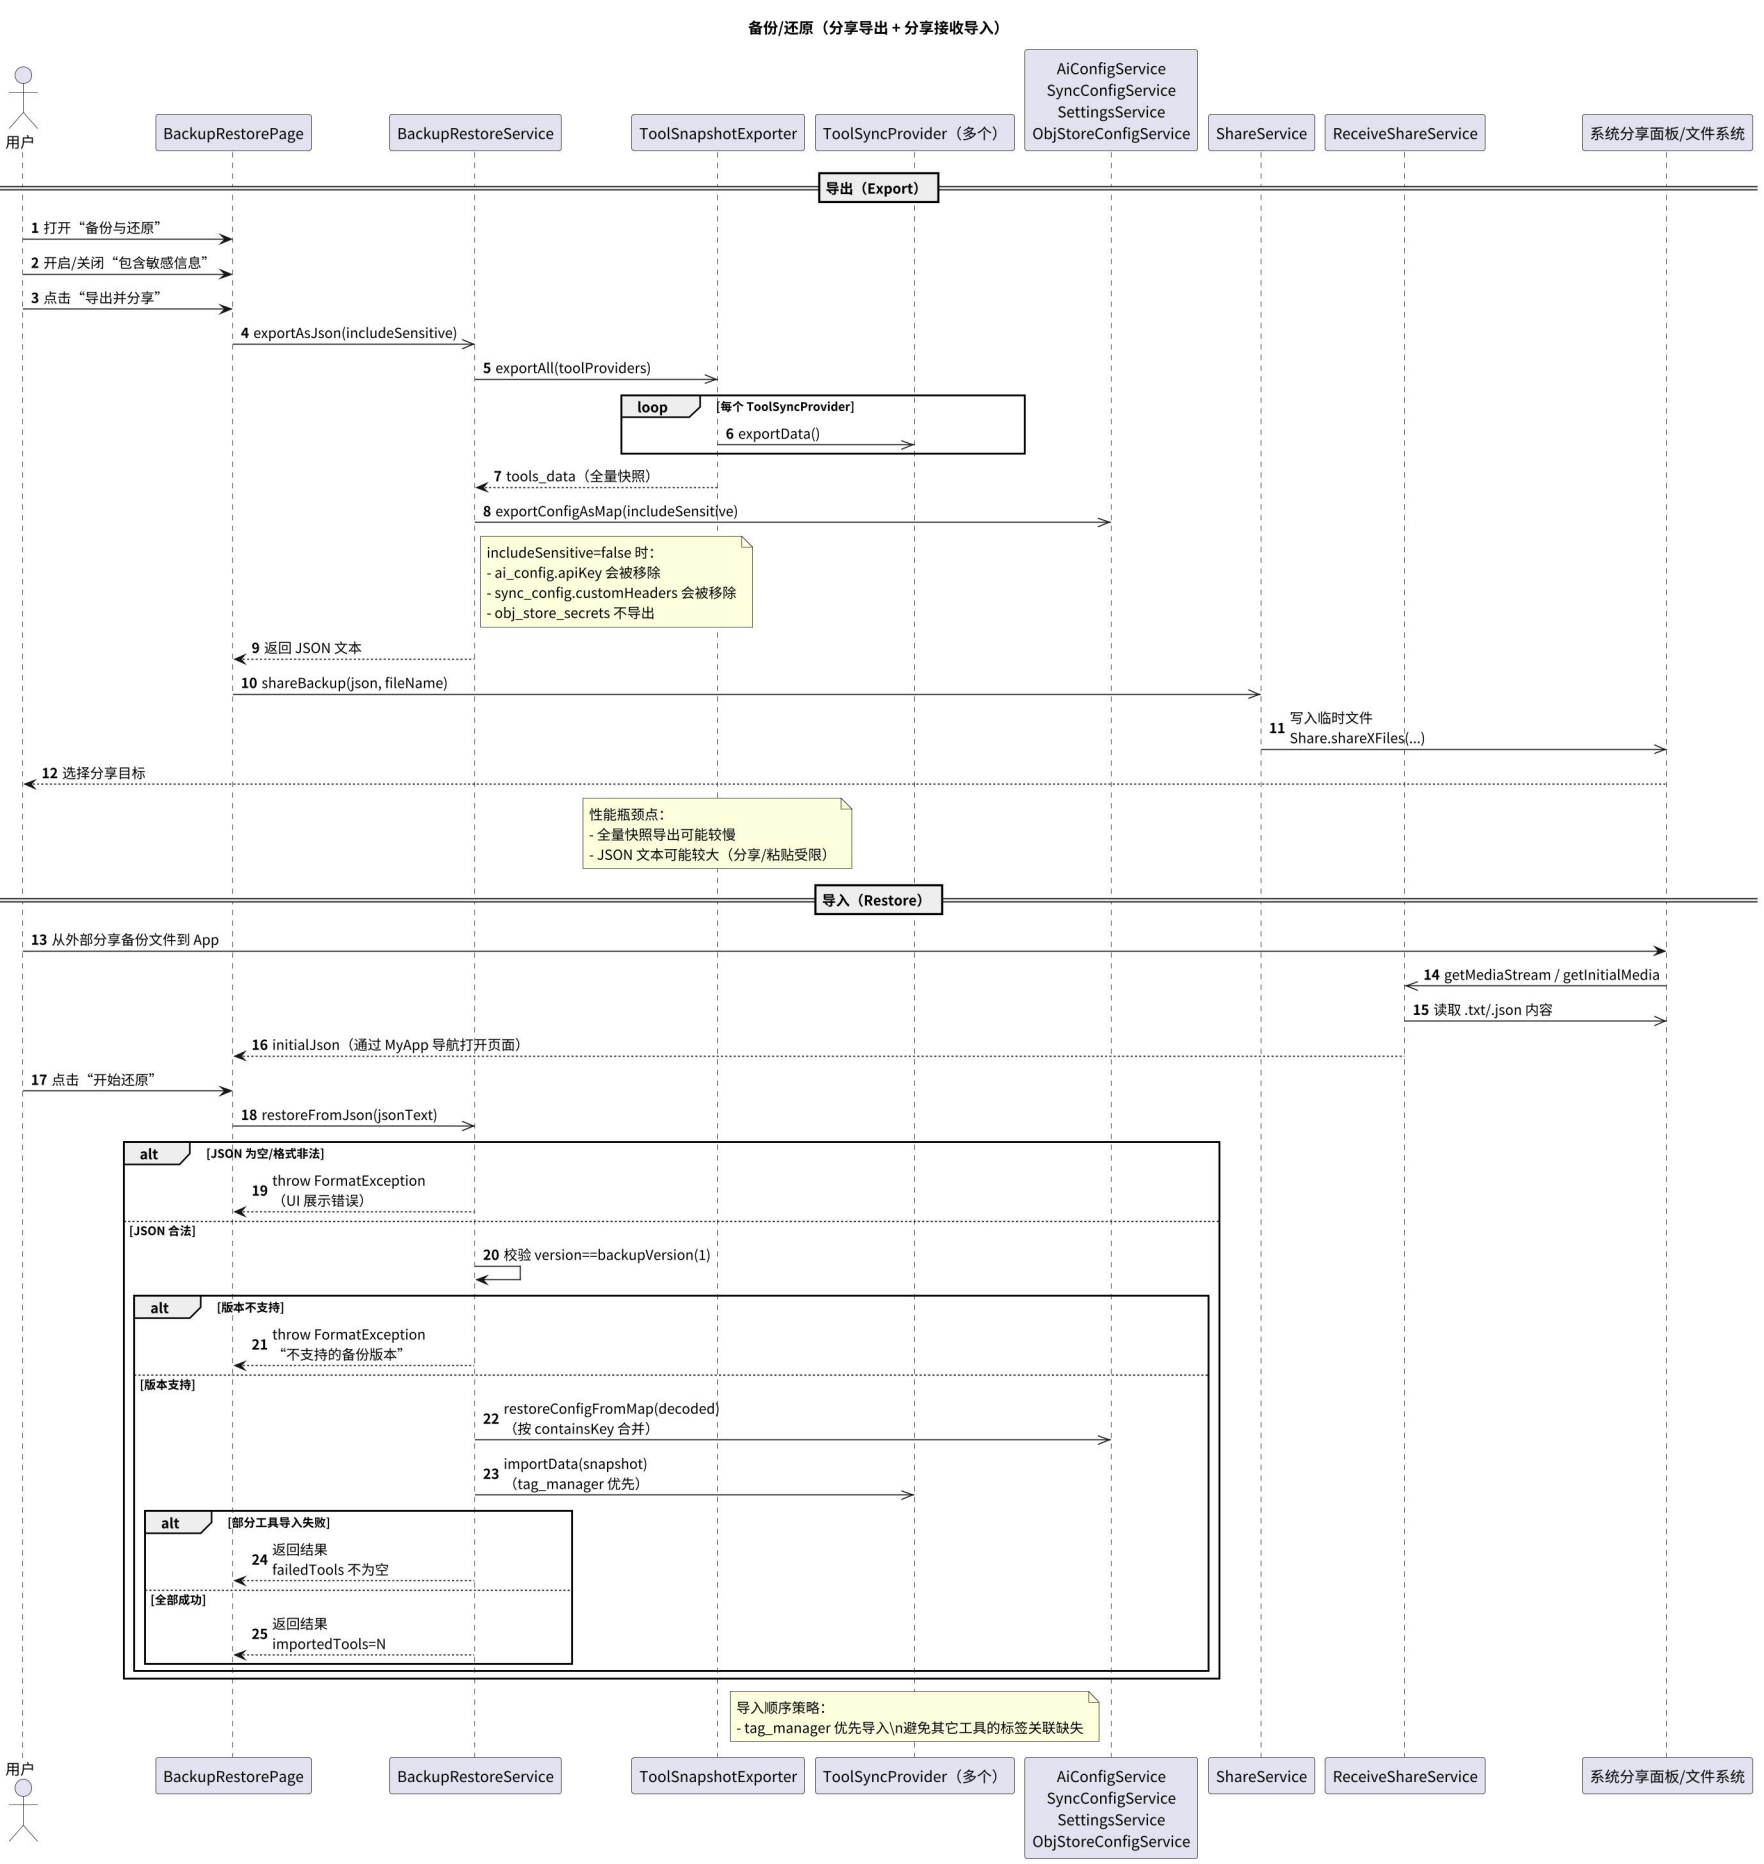 备份/还原（分享导出 + 分享接收导入）
用户
BackupRestorePage
BackupRestoreService
ToolSnapshotExporter
ToolSyncProvider（多个）
AiConfigService
SyncConfigService
SettingsService
ObjStoreConfigService
ShareService
ReceiveShareService
系统分享面板/文件系统
导出（Export）
1 打开“备份与还原”
2 开启/关闭“包含敏感信息”
3 点击“导出并分享”
4 exportAsJson(includeSensitive)
5 exportAll(toolProviders)
loop [每个 ToolSyncProvider]
6 exportData()
7 tools_data（全量快照）
8 exportConfigAsMap(includeSensitive)
includeSensitive=false 时：
- ai_config.apiKey 会被移除
- sync_config.customHeaders 会被移除
- obj_store_secrets 不导出
9 返回 JSON 文本
10 shareBackup(json, fileName)
11 写入临时文件
Share.shareXFiles(...)
12 选择分享目标
性能瓶颈点：
- 全量快照导出可能较慢
- JSON 文本可能较大（分享/粘贴受限）
导入（Restore）
13 从外部分享备份文件到 App
14 getMediaStream / getInitialMedia
15 读取 .txt/.json 内容
16 initialJson（通过 MyApp 导航打开页面）
17 点击“开始还原”
18 restoreFromJson(jsonText)
alt [JSON 为空/格式非法]
19 throw FormatException
（UI 展示错误）
[JSON 合法]
20 校验 version==backupVersion(1)
alt [版本不支持]
21 throw FormatException
“不支持的备份版本”
[版本支持]
22 restoreConfigFromMap(decoded)
（按 containsKey 合并）
23 importData(snapshot)
（tag_manager 优先）
alt [部分工具导入失败]
24 返回结果
failedTools 不为空
[全部成功]
25 返回结果
importedTools=N
导入顺序策略：
- tag_manager 优先导入\n避免其它工具的标签关联缺失
用户
BackupRestorePage
BackupRestoreService
ToolSnapshotExporter
ToolSyncProvider（多个）
AiConfigService
SyncConfigService
SettingsService
ObjStoreConfigService
ShareService
ReceiveShareService
系统分享面板/文件系统